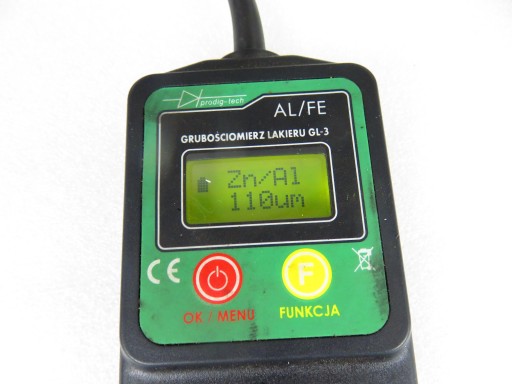 prodig-tech
AL/FE
GRUBOŚCIOMIERZ LAKIERU GL-3
Zn/Al
110um
CE
F
OK / MENU
FUNKCJA